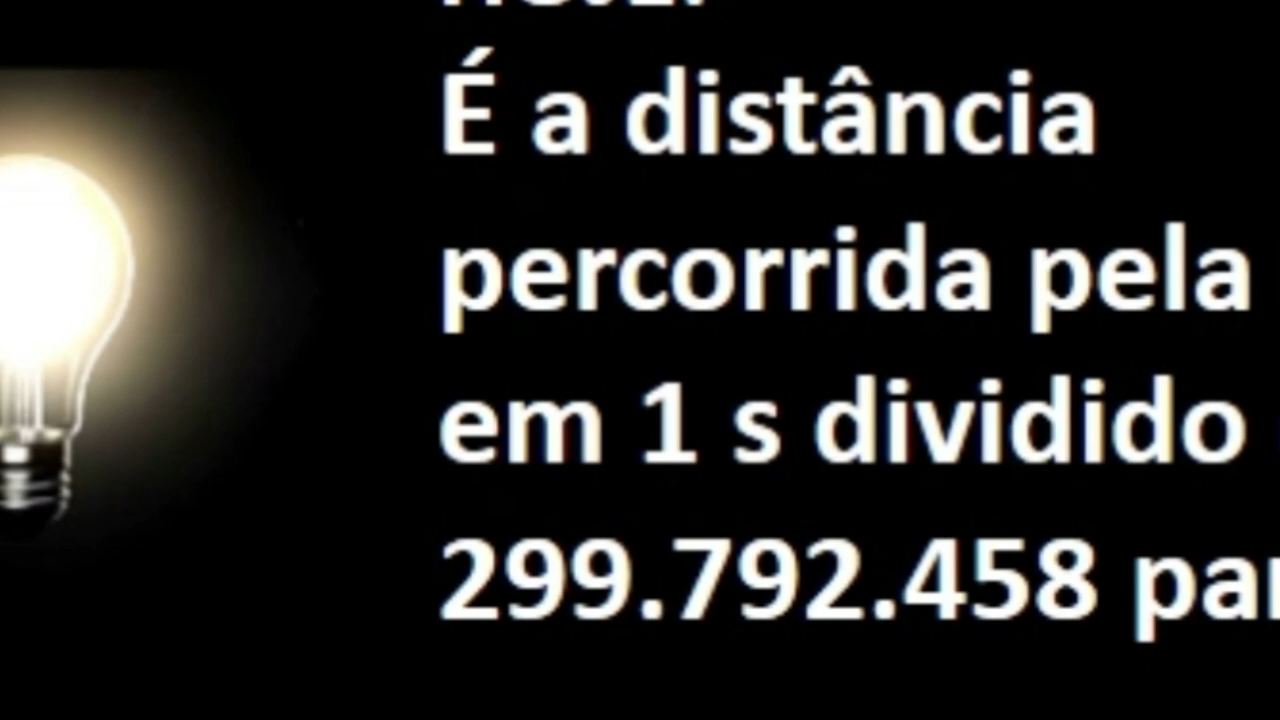 É a distância
percorrida pela
em 1 s dividido
299.792.458